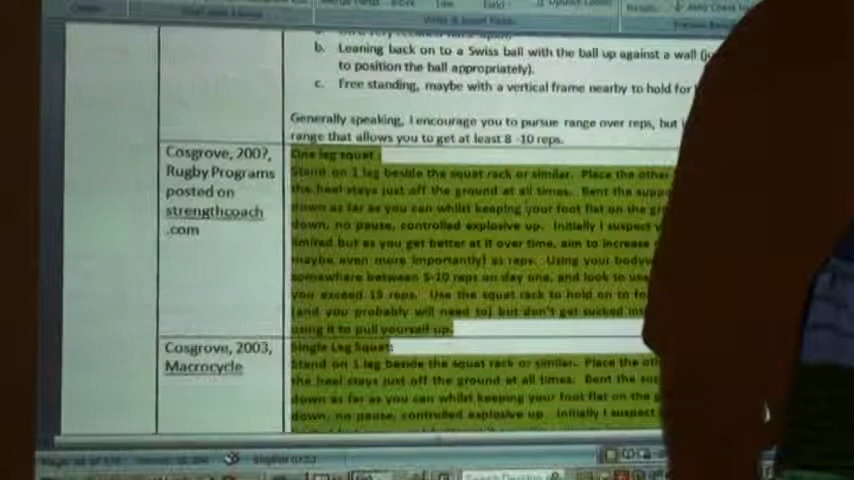 b. Leaning back on to a Swiss ball with the ball up against a wall
to position the ball appropriately).
c. Free standing, maybe with a vertical frame nearby to hold for
Generally speaking, I encourage you to pursue range over reps, but
range that allows you to get at least 8 -10 reps.
Cosgrove, 2007,
Rugby Programs
posted on
strengthcoach
.com
One leg squat
Stand on 1 leg beside the squat rack or similar. Place the other
the heel stays just off the ground at all times. Bent the
down as far as you can whilst keeping your foot flat on the
down, no pause, controlled explosive up. Initially I suspect
limited but as you get better at it over time, aim to increase
maybe even more importantly) as reps. Using your
somewhere between 5-10 reps on day one, and look to
you exceed 15 reps. Use the squat rack to hold on to
(and you probably will need to) but don't get sucked
using it to pull yourself up.
Cosgrove, 2003,
Macrocycle
Single Leg Squat:
Stand on 1 leg beside the squat rack or similar. Place the
the heel stays just off the ground at all times. Bent the
down as far as you can whilst keeping your foot flat on the
down, no pause, controlled explosive up. Initially I suspect